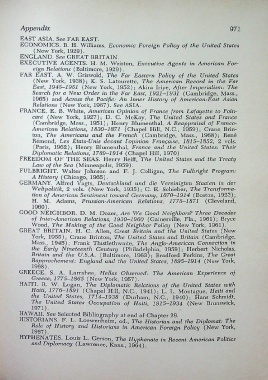 Appendix 971
EAST ASIA. See FAR EAST.
ECONOMICS. B. H. Williams, Economic Foreign Policy of the United States
(New York, 1929).
ENGLAND. See GREAT BRITAIN.
EXECUTIVE AGENTS. H. M. Wriston, Executive Agents in American For-
eign Relations (Baltimore, 1929).
FAR EAST. A. W. Griswold, The Far Eastern Policy of the United States
(New York, 1938); K. S. Latourette, The American Record in the Far
East, 1945–1951 (New York, 1952); Akira Iriye, After Imperialism: The
Search for a New Order in the Far East, 1921–1931 (Cambridge, Mass.,
1965) and Across the Pacific: An Inner History of American-East Asian
Relations (New York, 1967). See ASIA.
FRANCE. E. B. White, American Opinion of France from Lafayette to Poin-
caré (New York, 1927); D. C. McKay, The United States and France
(Cambridge, Mass., 1951); Henry Blumenthal, A Reappraisal of Franco-
American Relations, 1830–1871 (Chapel Hill, N.C., 1959); Crane Brin-
ton, The Americans and the French (Cambridge, Mass., 1968); René
Rémond, Les États-Unis devant l'opinion française, 1815–1852, 2 vols.
(Paris, 1962); Henry Blumenthal, France and the United States: Their
Diplomatic Relations, 1789–1914 (Chapel Hill, N.C., 1970).
FREEDOM OF THE SEAS. Henry Reiff, The United States and the Treaty
Law of the Sea (Minneapolis, 1959).
FULBRIGHT. Walter Johnson and F. J. Colligan, The Fulbright Program:
A History (Chicago, 1965).
GERMANY. Alfred Vagts, Deutschland und die Vereinigten Staaten in der
Weltpolitik, 2 vols. (New York, 1935); C. E. Schieber, The Transforma-
tion of American Sentiment toward Germany, 1870–1914 (Boston, 1923);
H. M. Adams, Prussian-American Relations, 1775–1871 (Cleveland,
1960).
GOOD NEIGHBOR. D. M. Dozer, Are We Good Neighbors? Three Decades
of Inter-American Relations, 1930–1960 (Gainesville, Fla., 1961); Bryce
Wood, The Making of the Good Neighbor Policy (New York, 1961).
GREAT BRITAIN. H. C. Allen, Great Britain and the United States (New
York, 1955); Crane Brinton, The United States and Britain (Cambridge,
Mass., 1948); Frank Thistlethwaite, The Anglo-American Connection in
the Early Nineteenth Century (Philadelphia, 1959); Herbert Nicholas,
Britain and the U.S.A. (Baltimore, 1963); Bradford Perkins, The Great
Rapprochement: England and the United States, 1895–1914 (New York,
1968).
GREECE. S. A. Larrabee, Hellas Observed: The American Experience of
Greece, 1775–1865 (New York, 1957).
HAITI. R. W. Logan, The Diplomatic Relations of the United States with
Haiti, 1776–1891 (Chapel Hill, N.C., 1941); L. L. Montague, Haiti and
the United States, 1714–1938 (Durham, N.C., 1940); Hans Schmidt,
The United States Occupation of Haiti, 1915–1934 (New Brunswick,
1971).
HAWAII. See Selected Bibliography at end of Chapter 29.
HISTORIANS. F. L. Loewenheim, ed., The Historian and the Diplomat: The
Role of History and Historians in American Foreign Policy (New York,
1967).
HYPHENATES. Louis L. Gerson, The Hyphenate in Recent American Politics
and Diplomacy (Lawrence, Kans., 1964).